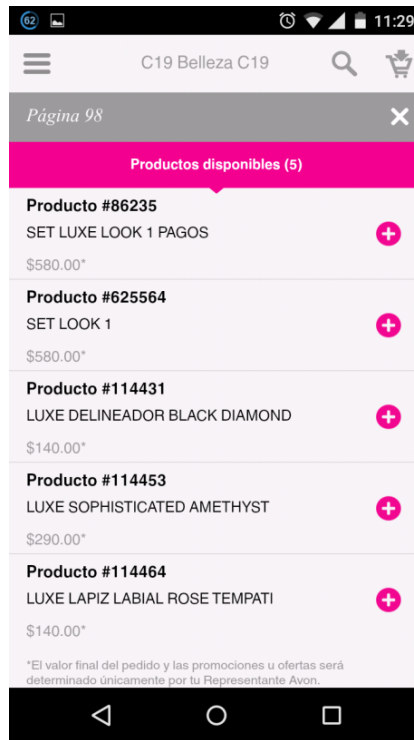 62
11:29
C19 Belleza C19
Página 98
Productos disponibles (5)
Producto #86235
SET LUXE LOOK 1 PAGOS
$580.00*
Producto #625564
SET LOOK 1
$580.00*
Producto #114431
LUXE DELINEADOR BLACK DIAMOND
$140.00*
Producto #114453
LUXE SOPHISTICATED AMETHYST
$290.00*
Producto #114464
LUXE LAPIZ LABIAL ROSE TEMPATI
$140.00*
*El valor final del pedido y las promociones u ofertas será
determinado únicamente por tu Representante Avon.